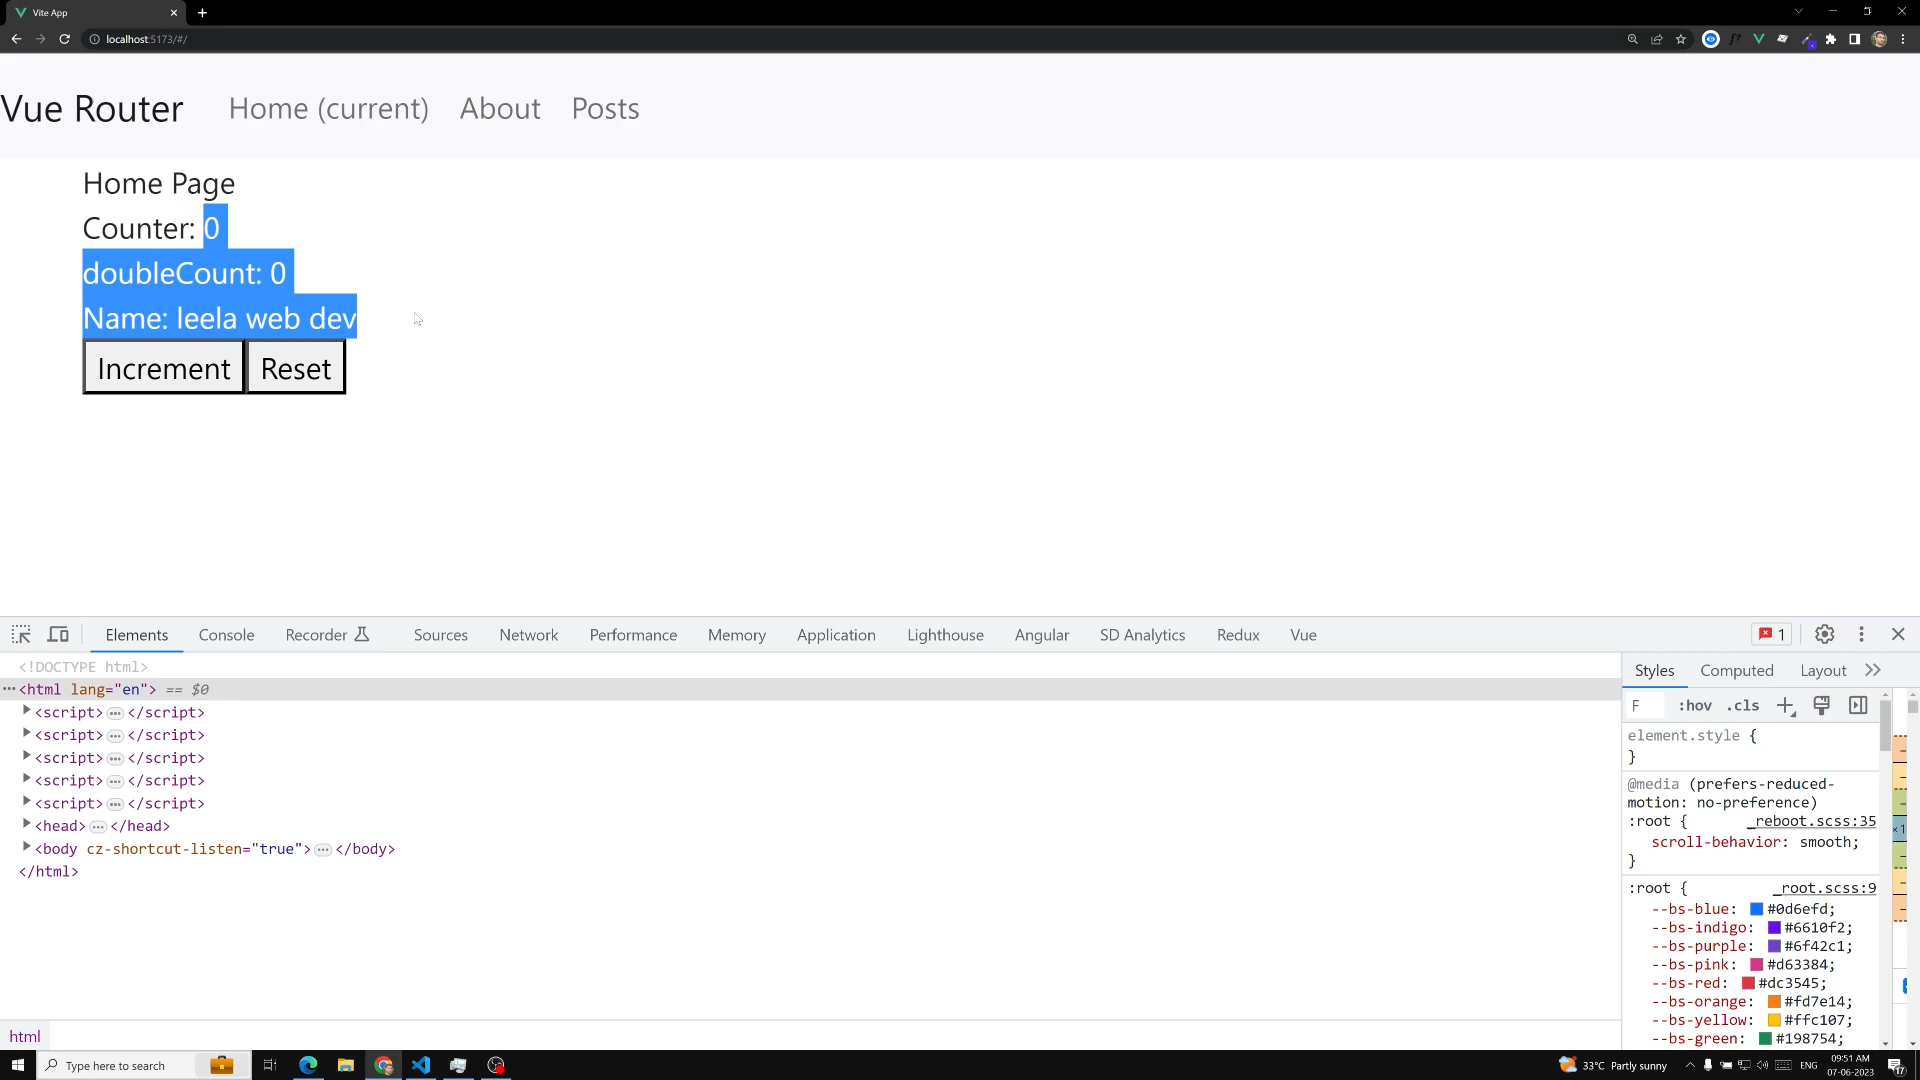 Vite App
localhost:5173/#/
Vue Router Home (current) About Posts
Home Page
Counter: 0
doubleCount: 0
Name: leela web dev
Increment Reset
Elements Console Recorder Sources Network Performance Memory Application Lighthouse Angular SD Analytics Redux Vue 1
<!DOCTYPE html>
<html lang="en"> == $0
<script> </script>
<script> </script>
<script> </script>
<script> </script>
<script> </script>
<head> </head>
<body cz-shortcut-listen="true"> </body>
</html>
html
Styles Computed Layout
F :hov .cls
element.style {
}
@media (prefers-reduced-
motion: no-preference)
:root { _reboot.scss:35
scroll-behavior: smooth;
}
:root { _root.scss:9
--bs-blue: #0d6efd;
--bs-indigo: #6610f2;
--bs-purple: #6f42c1;
--bs-pink: #d63384;
--bs-red: #dc3545;
--bs-orange: #fd7e14;
--bs-yellow: #ffc107;
--bs-green: #198754;
Type here to search
33°C Partly sunny
ENG
09:51 AM
07-06-2023
17